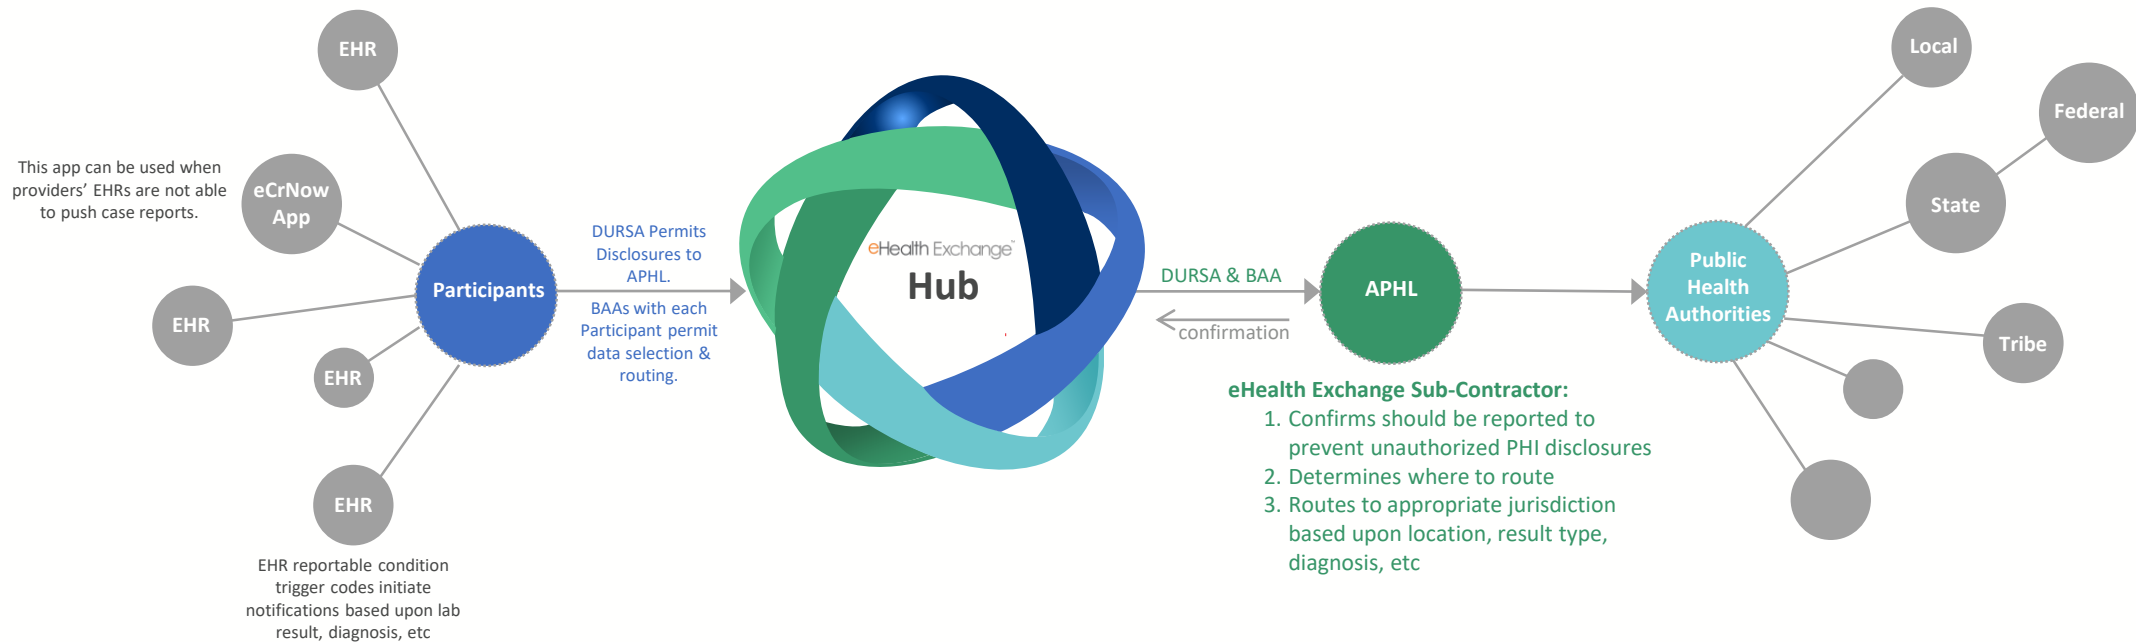 EHR
This app can be used when
providers’ EHRs are not able
to push case reports.
eCrNow
App
EHR
EHR
EHR
EHR reportable condition
trigger codes initiate
notifications based upon lab
result, diagnosis, etc
Participants
DURSA Permits
Disclosures to
APHL.
BAAs with each
Participant permit
data selection &
routing.
eHealth Exchange™
Hub
DURSA & BAA
confirmation
APHL
eHealth Exchange Sub-Contractor:
1. Confirms should be reported to
prevent unauthorized PHI disclosures
2. Determines where to route
3. Routes to appropriate jurisdiction
based upon location, result type,
diagnosis, etc
Public
Health
Authorities
Local
Federal
State
Tribe